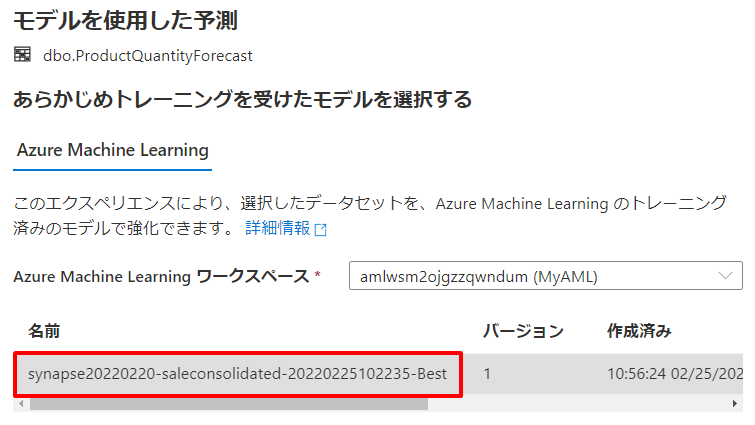 モデルを使用した予測
dbo.ProductQuantityForecast
あらかじめトレーニングを受けたモデルを選択する
Azure Machine Learning
このエクスペリエンスにより、選択したデータセットを、Azure Machine Learning のトレーニング
済みのモデルで強化できます。 詳細情報
Azure Machine Learning ワークスペース * amlwsm2ojgzzqwndum (MyAML)
名前 バージョン 作成済み
synapse20220220-saleconsolidated-20220225102235-Best 1 10:56:24 02/25/202